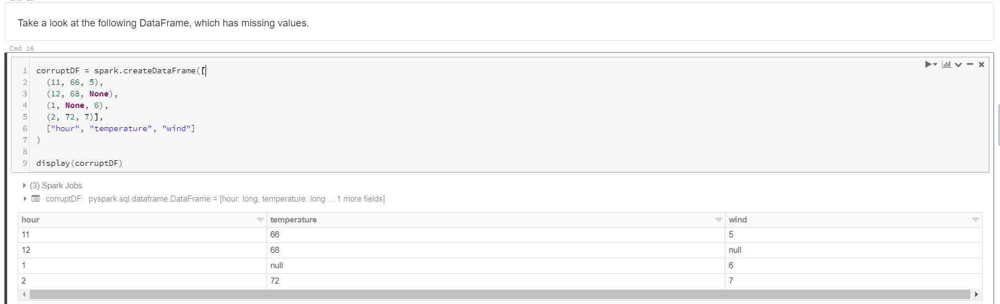 Take a look at the following DataFrame, which has missing values.
Cmd 16
1 corruptDF = spark.createDataFrame([
2 (11, 66, 5),
3 (12, 68, None),
4 (1, None, 6),
5 (2, 72, 7)],
6 ["hour", "temperature", "wind"]
7 )
8
9 display(corruptDF)
(3) Spark Jobs
corruptDF: pyspark.sql.dataframe.DataFrame = [hour: long, temperature: long ... 1 more fields]
hour temperature wind
11 66 5
12 68 null
1 null 6
2 72 7